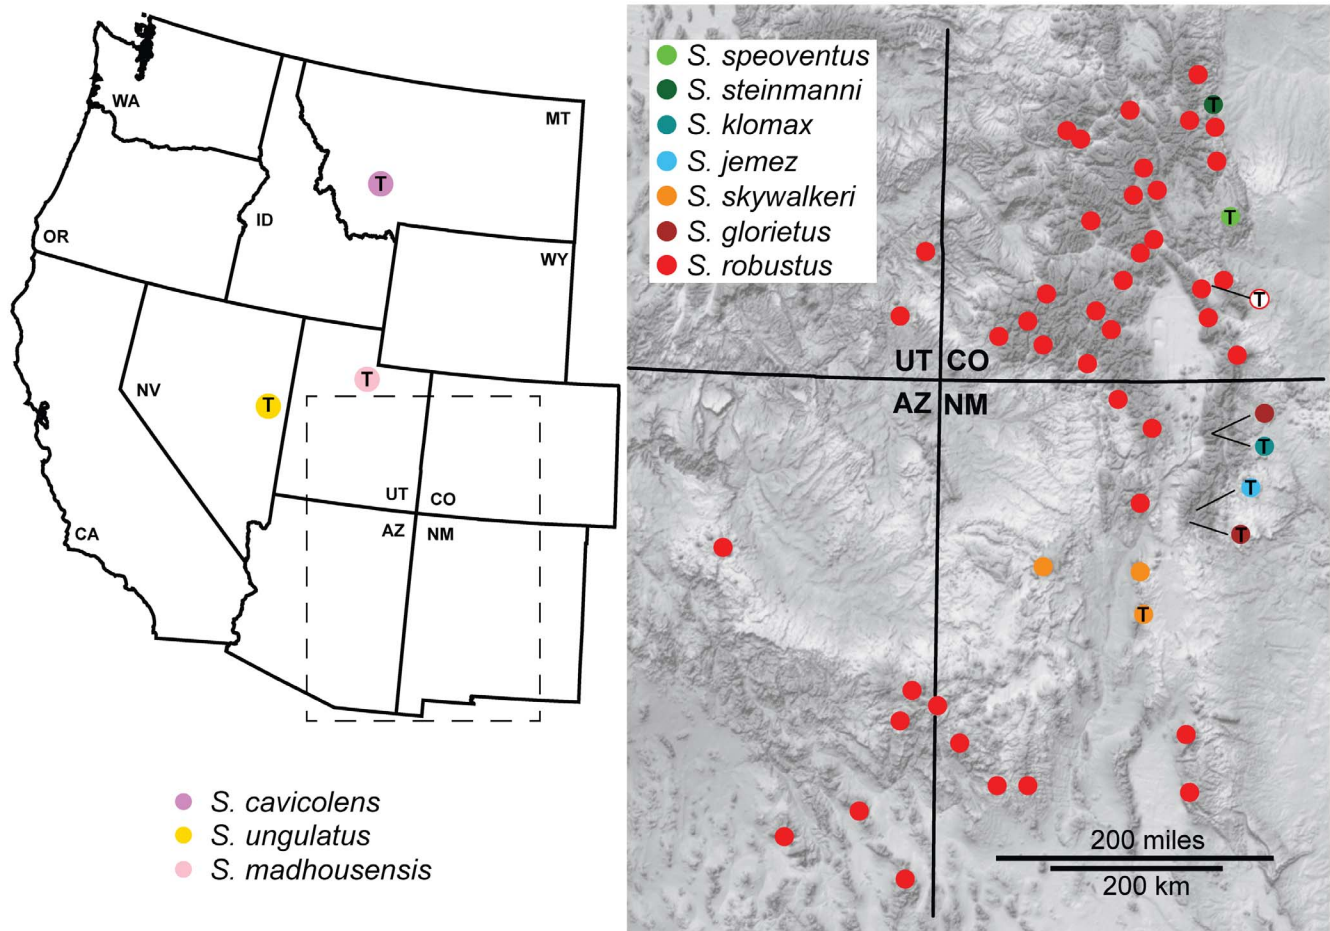 WA
MT
T
ID
OR
WY
NV
T
T
UT
CO
CA
AZ
NM
S. cavicolens
S. ungulatus
S. madhousensis
S. speoventus
S. steinmanni
S. klomax
S. jemez
S. skywalkeri
S. glorietus
S. robustus
T
T
T
UT
CO
AZ
NM
T
T
T
T
200 miles
200 km